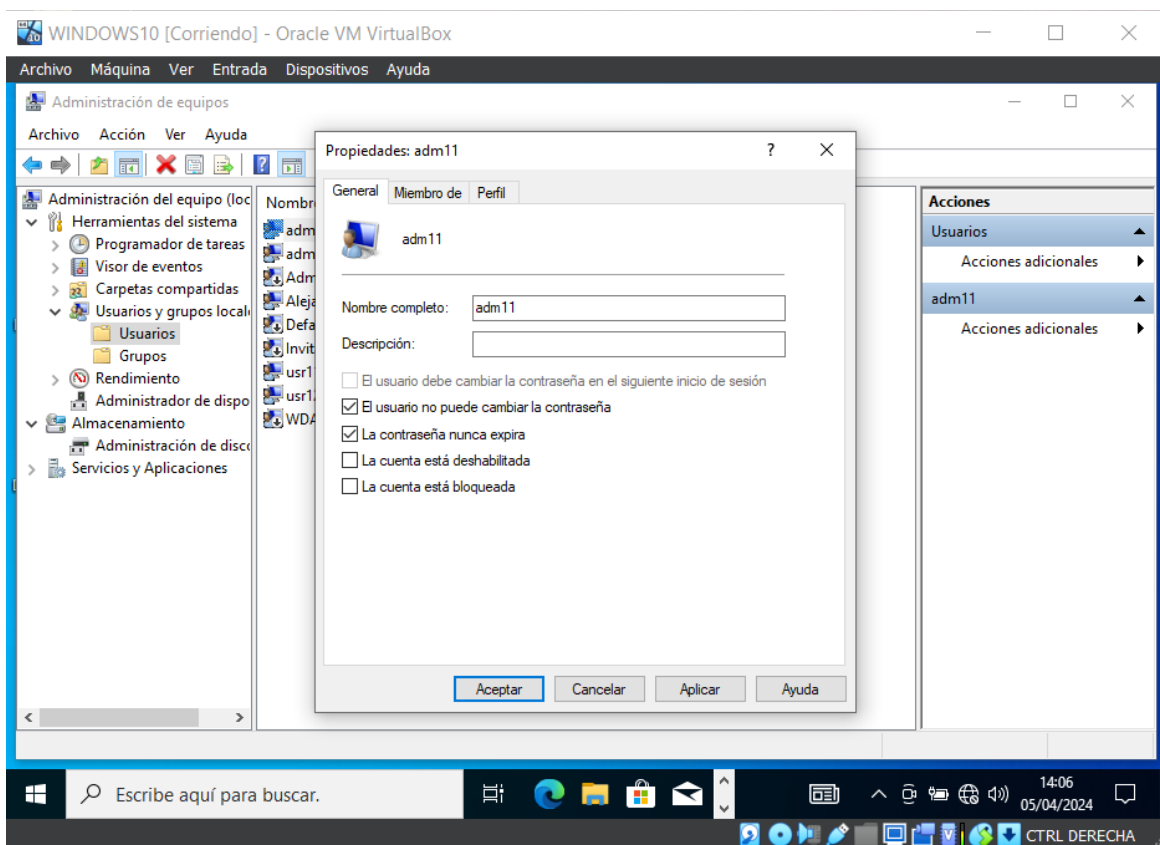 WINDOWS10 [Corriendo] - Oracle VM VirtualBox
Archivo Máquina Ver Entrada Dispositivos Ayuda
Administración de equipos
Archivo Acción Ver Ayuda
Administración del equipo (loc
Herramientas del sistema
Programador de tareas
Visor de eventos
Carpetas compartidas
Usuarios y grupos local
Usuarios
Grupos
Rendimiento
Administrador de dispo
Almacenamiento
Administración de disc
Servicios y Aplicaciones
Nombr
adm
adm
Adm
Aleja
Defa
Invit
usr1
usr1
WDA
Propiedades: adm11
General Miembro de Perfil
adm11
Nombre completo: adm11
Descripción:
El usuario debe cambiar la contraseña en el siguiente inicio de sesión
El usuario no puede cambiar la contraseña
La contraseña nunca expira
La cuenta está deshabilitada
La cuenta está bloqueada
Aceptar Cancelar Aplicar Ayuda
Acciones
Usuarios
Acciones adicionales
adm11
Acciones adicionales
Escribe aquí para buscar.
14:06
05/04/2024
CTRL DERECHA